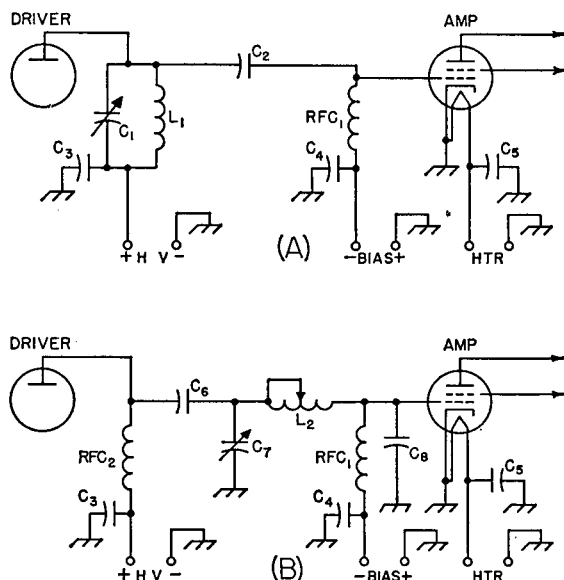 DRIVER
AMP
C2
C1
L1
RFC1
C3
C4
C5
+ H V -
(A)
-BIAS+
HTR
DRIVER
AMP
C6
C7
L2
RFC2
RFC1
C8
C3
C4
C5
+ H V -
(B)
-BIAS+
HTR